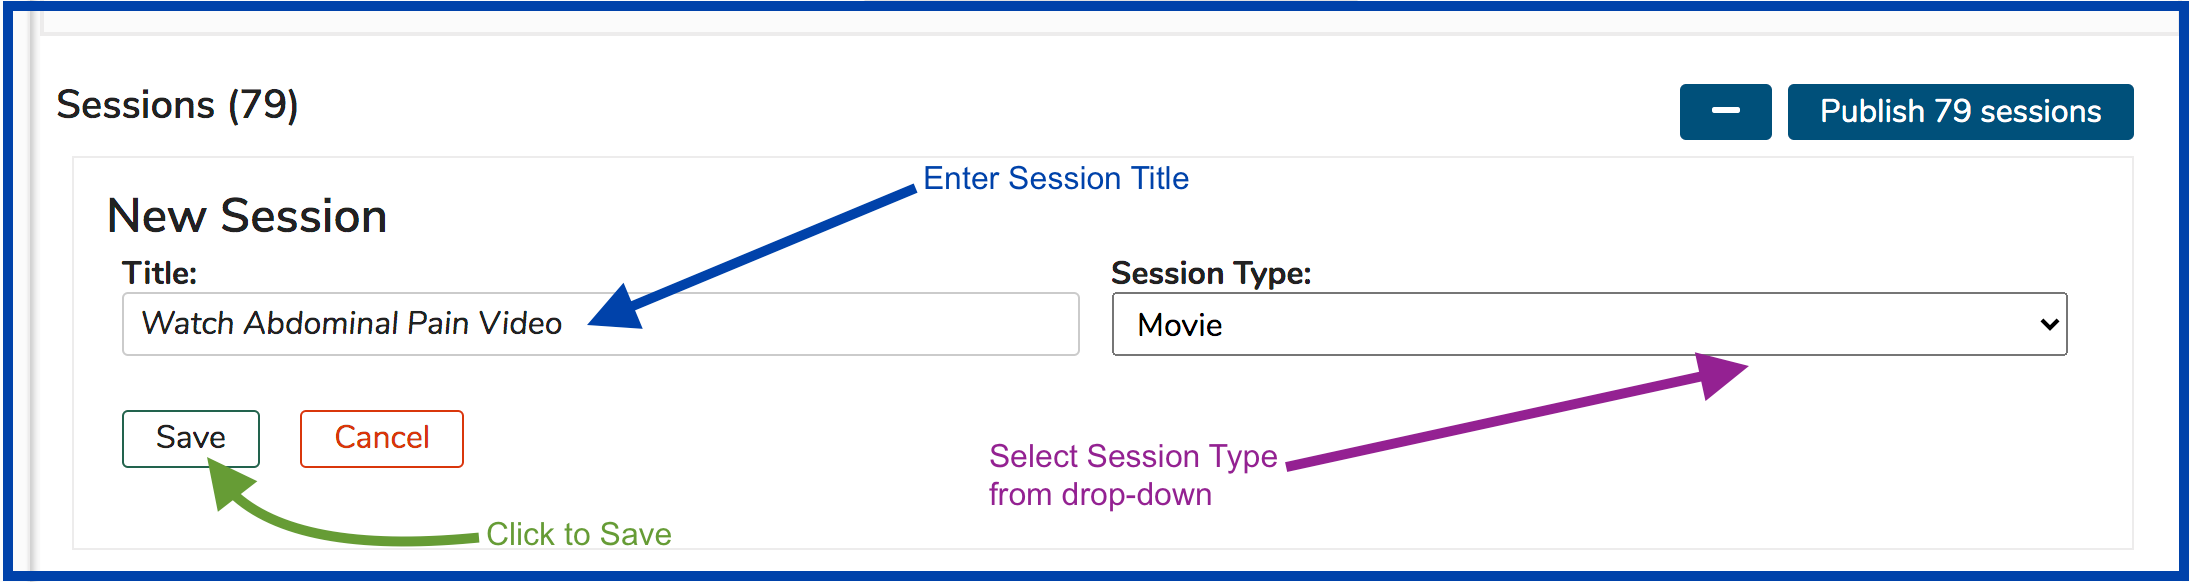 Sessions (79)
Publish 79 sessions
Enter Session Title
New Session
Title:
Session Type:
Watch Abdominal Pain Video
Movie
Save
Cancel
Select Session Type
from drop-down
Click to Save